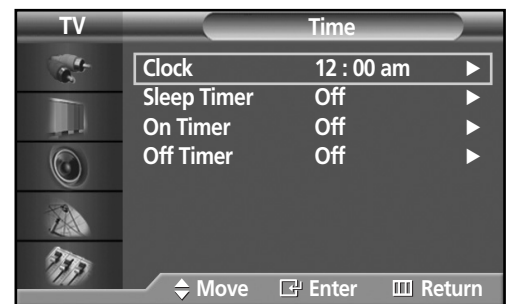 TV Time
Clock 12 : 00 am
Sleep Timer Off
On Timer Off
Off Timer Off
Move Enter Return